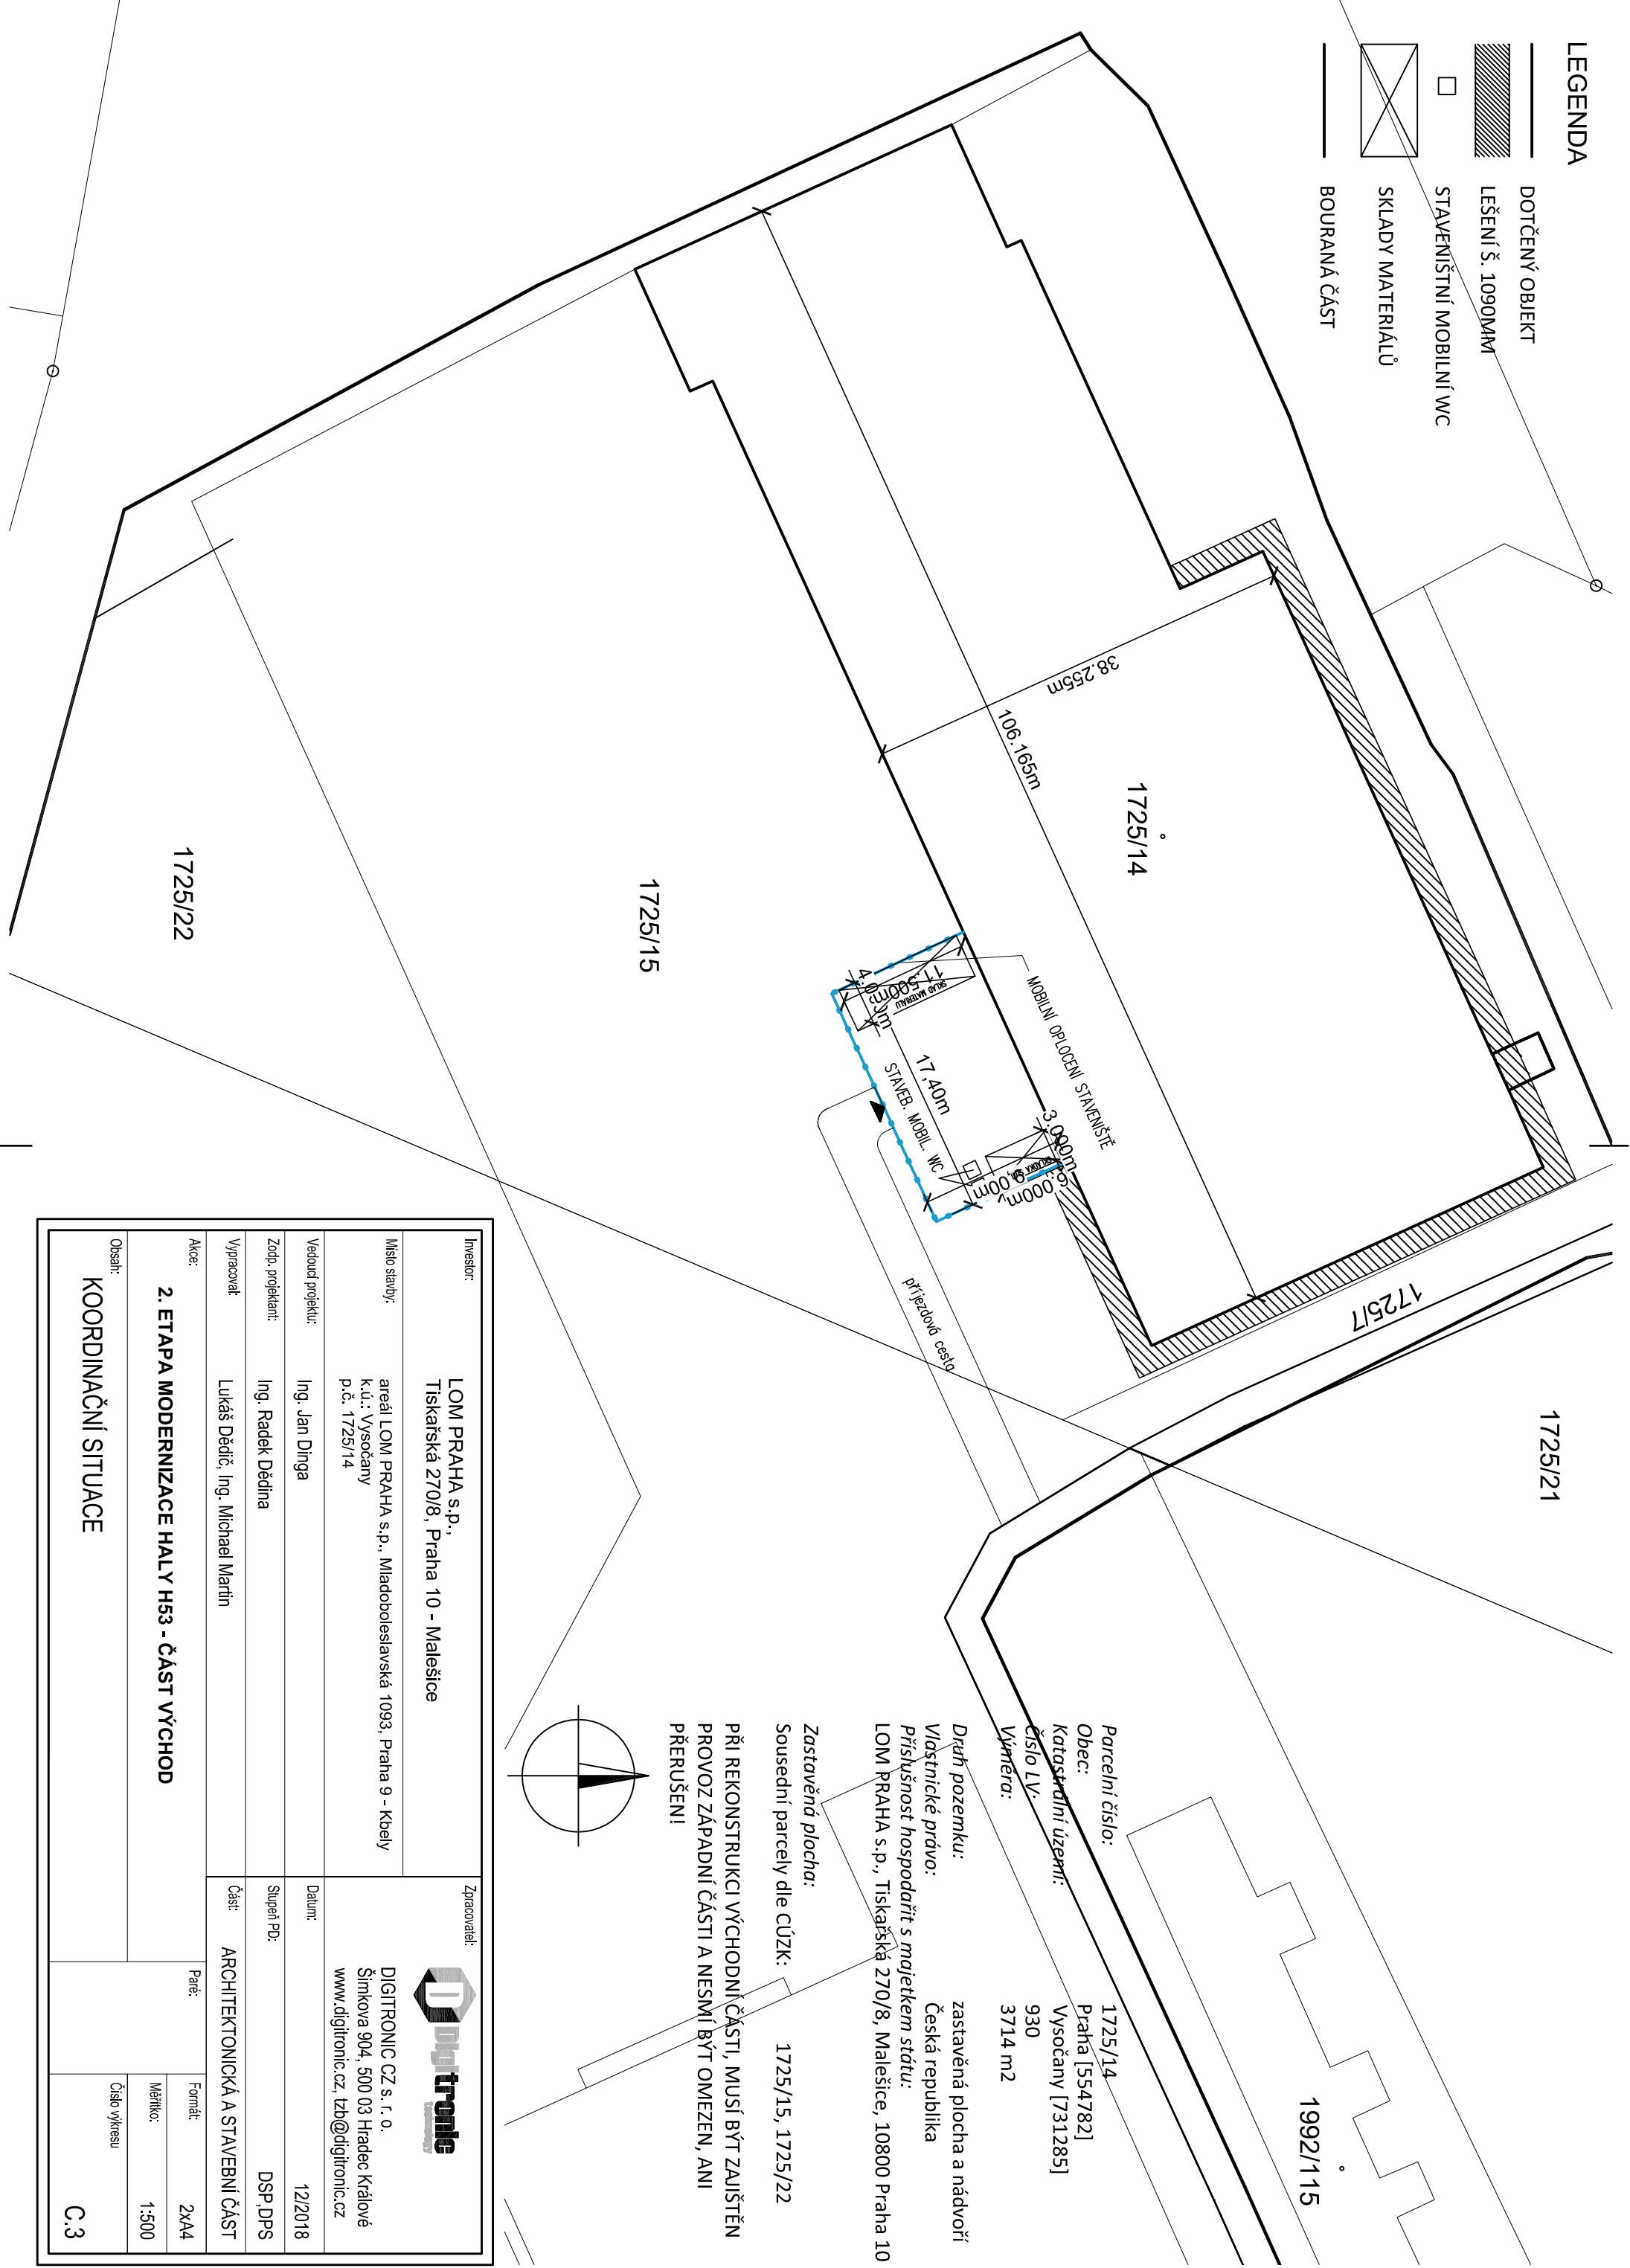 LEGENDA
DOTČENÝ OBJEKT
LEŠENÍ Š. 1090MM
STAVENIŠTNÍ MOBILNÍ WC
SKLADY MATERIÁLŮ
BOURANÁ ČÁST
38.255m
106.165m
1725/14
1725/15
1725/22
1725/7
1725/21
1992/115
MOBILNÍ OPLOCENÍ STAVENIŠTĚ
11.500m
SKLAD MATERIÁLU
17,40m
STAVEB. MOBIL. WC
3.000m
6.000m
9,00m
příjezdová cesta
Parcelní číslo: 1725/14
Obec: Praha [554782]
Katastrální území: Vysočany [731285]
Číslo LV: 930
Výměra: 3714 m2
Druh pozemku: zastavěná plocha a nádvoří
Vlastnické právo: Česká republika
Příslušnost hospodařit s majetkem státu:
LOM PRAHA s.p., Tiskařská 270/8, Malešice, 10800 Praha 10
Zastavěná plocha:
Sousední parcely dle CÚZK: 1725/15, 1725/22
PŘI REKONSTRUKCI VÝCHODNÍ ČÁSTI, MUSÍ BÝT ZAJIŠTĚN
PROVOZ ZÁPADNÍ ČÁSTI A NESMÍ BÝT OMEZEN, ANI
PŘERUŠEN!
Investor:
LOM PRAHA s.p.,
Tiskařská 270/8, Praha 10 - Malešice
Místo stavby:
areál LOM PRAHA s.p., Mladoboleslavská 1093, Praha 9 - Kbely
k.ú.: Vysočany
p.č. 1725/14
Vedoucí projektu: Ing. Jan Dinga
Zodp. projektant: Ing. Radek Dědina
Vypracoval: Lukáš Dědič, Ing. Michael Martin
Akce:
2. ETAPA MODERNIZACE HALY H53 - ČÁST VÝCHOD
Obsah:
KOORDINAČNÍ SITUACE
Zpracovatel:
D Digitronic
technology
DIGITRONIC CZ s. r. o.
Šimkova 904, 500 03 Hradec Králové
www.digitronic.cz, tzb@digitronic.cz
Datum: 12/2018
Stupeň PD: DSP,DPS
Část: ARCHITEKTONICKÁ A STAVEBNÍ ČÁST
Paré:
Formát: 2xA4
Měřítko: 1:500
Číslo výkresu
C.3